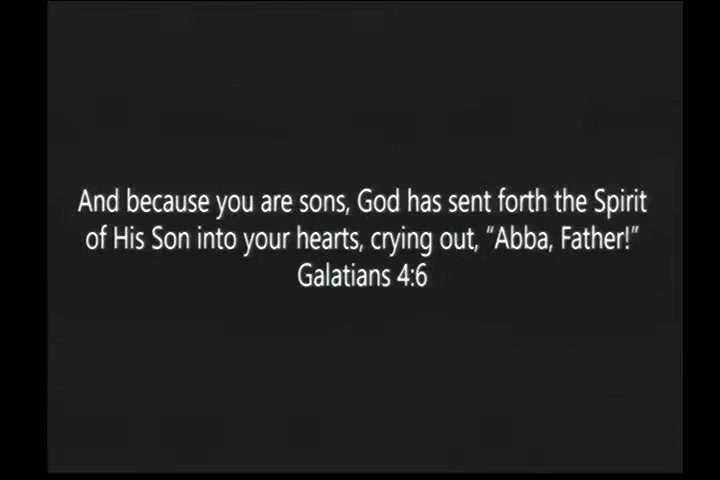 And because you are sons, God has sent forth the Spirit
of His Son into your hearts, crying out, “Abba, Father!”
Galatians 4:6